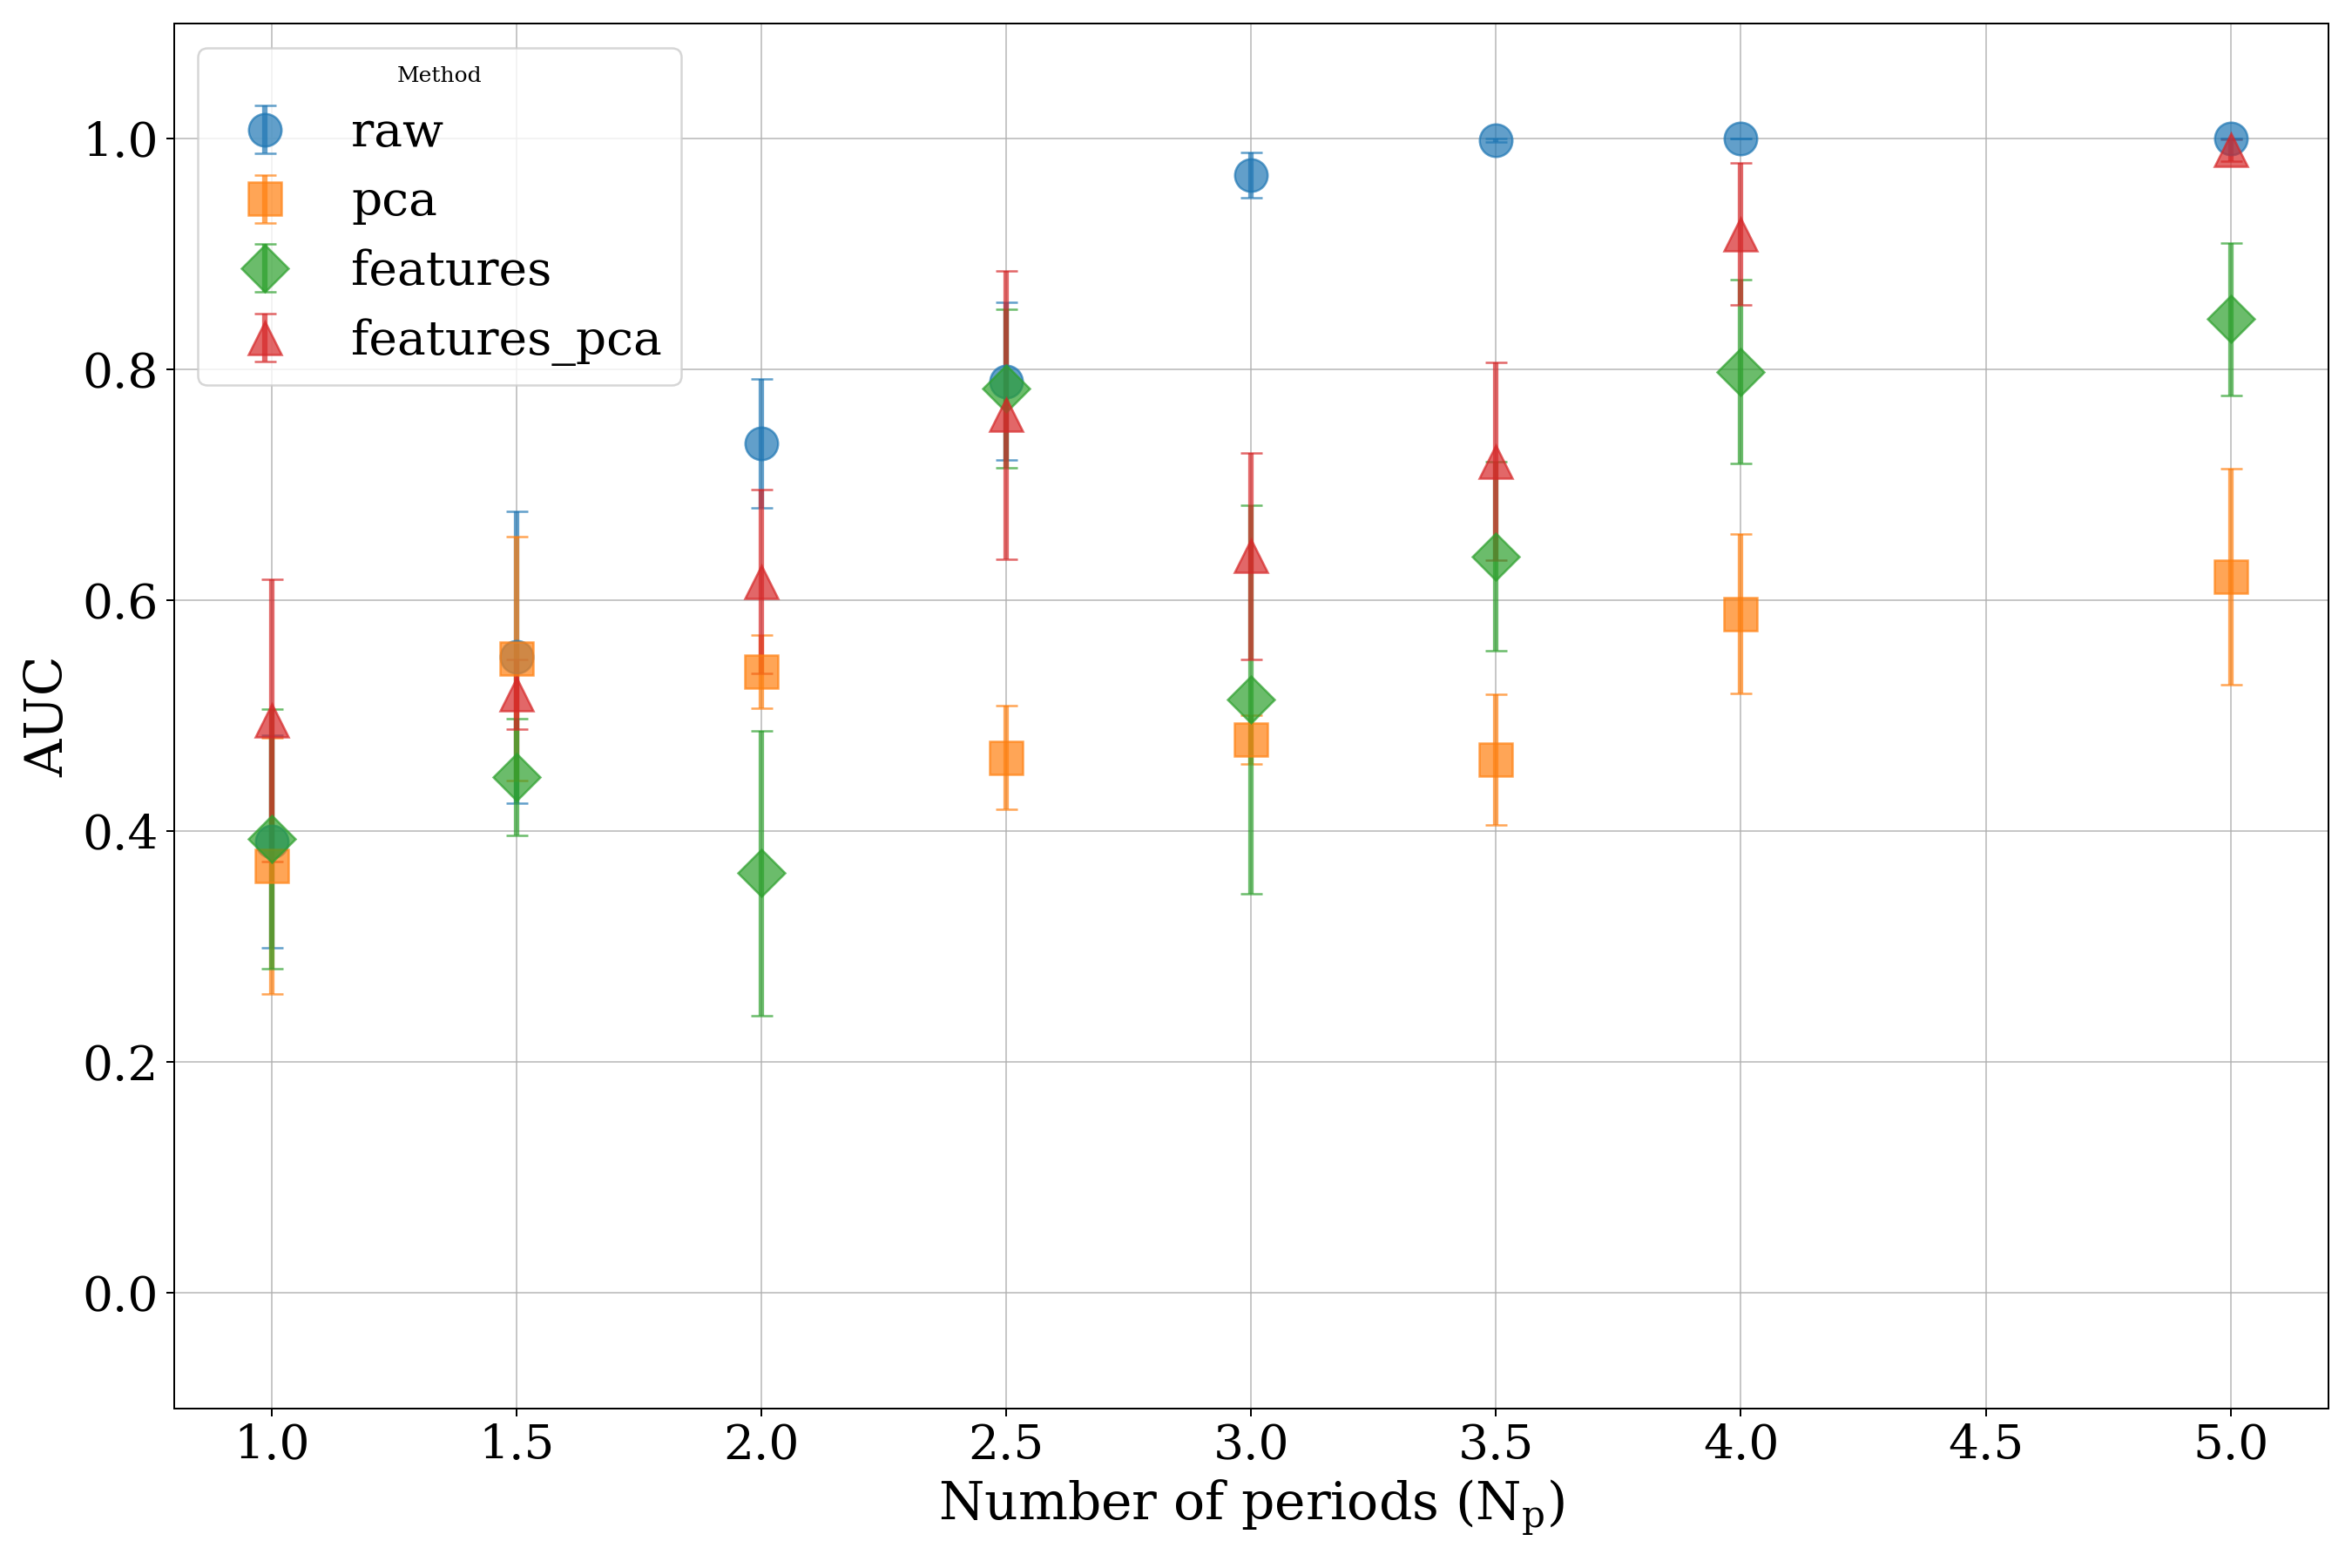 Method
raw
pca
features
features_pca
1.0
0.8
0.6
0.4
0.2
0.0
AUC
1.0 1.5 2.0 2.5 3.0 3.5 4.0 4.5 5.0
Number of periods (Nₚ)